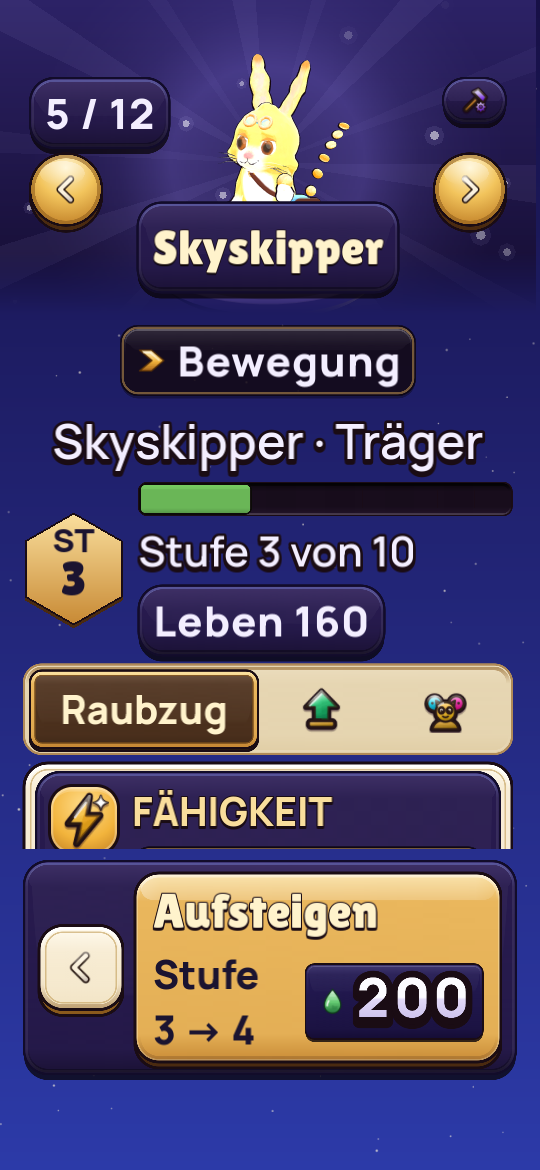 5 / 12
Skyskipper
Bewegung
Skyskipper · Träger
ST
3
Stufe 3 von 10
Leben 160
Raubzug
FÄHIGKEIT
Aufsteigen
Stufe
3 → 4
200